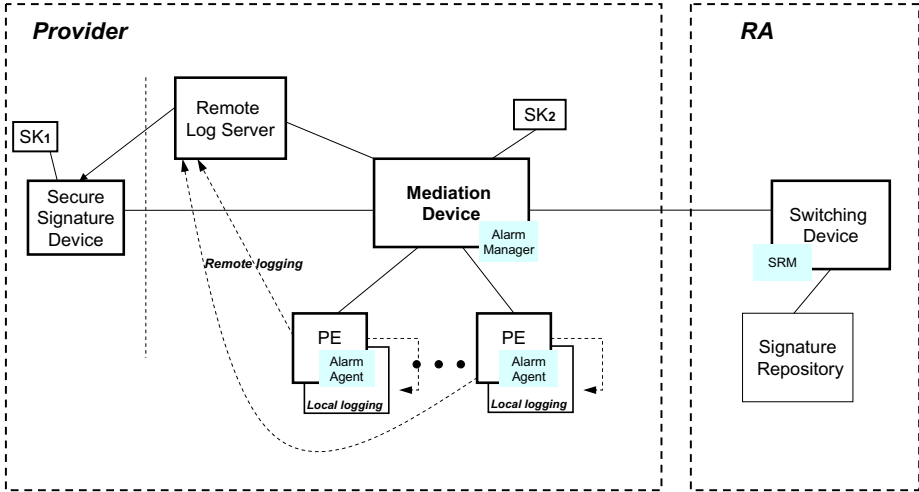 Provider
RA
Remote
Log Server
SK1
SK2
Secure
Signature
Device
Mediation
Device
Alarm
Manager
Switching
Device
SRM
Remote logging
PE
Alarm
Agent
Local logging
PE
Alarm
Agent
Local logging
Signature
Repository